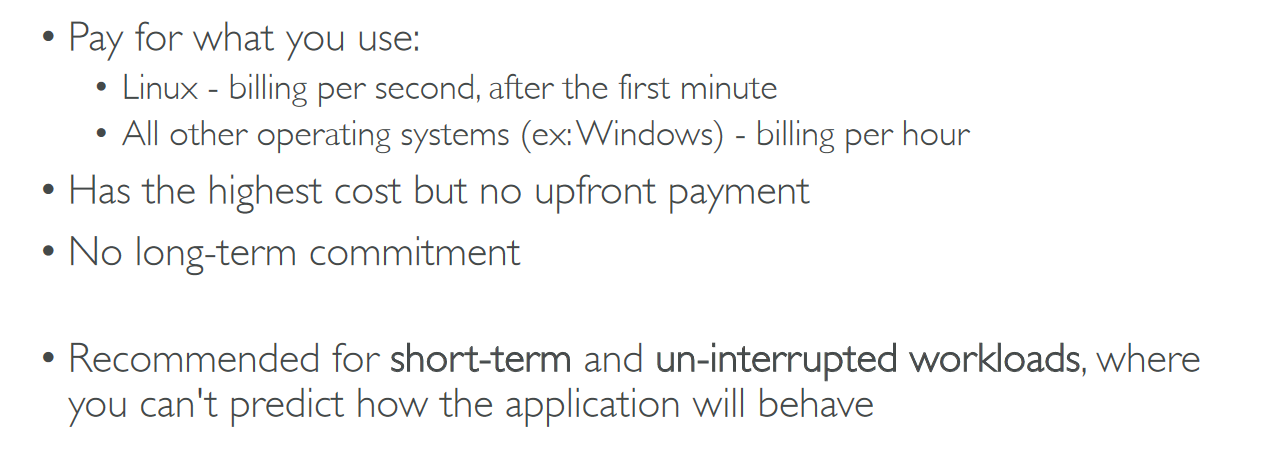 • Pay for what you use:
• Linux - billing per second, after the first minute
• All other operating systems (ex: Windows) - billing per hour
• Has the highest cost but no upfront payment
• No long-term commitment
• Recommended for short-term and un-interrupted workloads, where
you can't predict how the application will behave